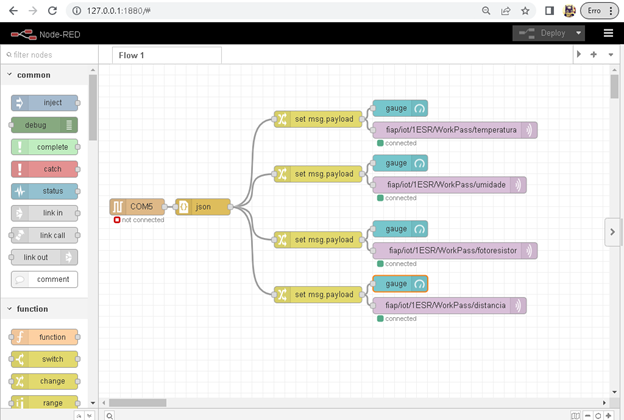 127.0.0.1:1880/#
Erro
Node-RED
Deploy
filter nodes
Flow 1
common
inject
debug
complete
catch
status
link in
link call
link out
comment
function
function
switch
change
range
COM5
not connected
json
set msg.payload
gauge
fiap/iot/1ESR/WorkPass/temperatura
connected
set msg.payload
gauge
fiap/iot/1ESR/WorkPass/umidade
connected
set msg.payload
gauge
fiap/iot/1ESR/WorkPass/fotoresistor
connected
set msg.payload
gauge
fiap/iot/1ESR/WorkPass/distancia
connected